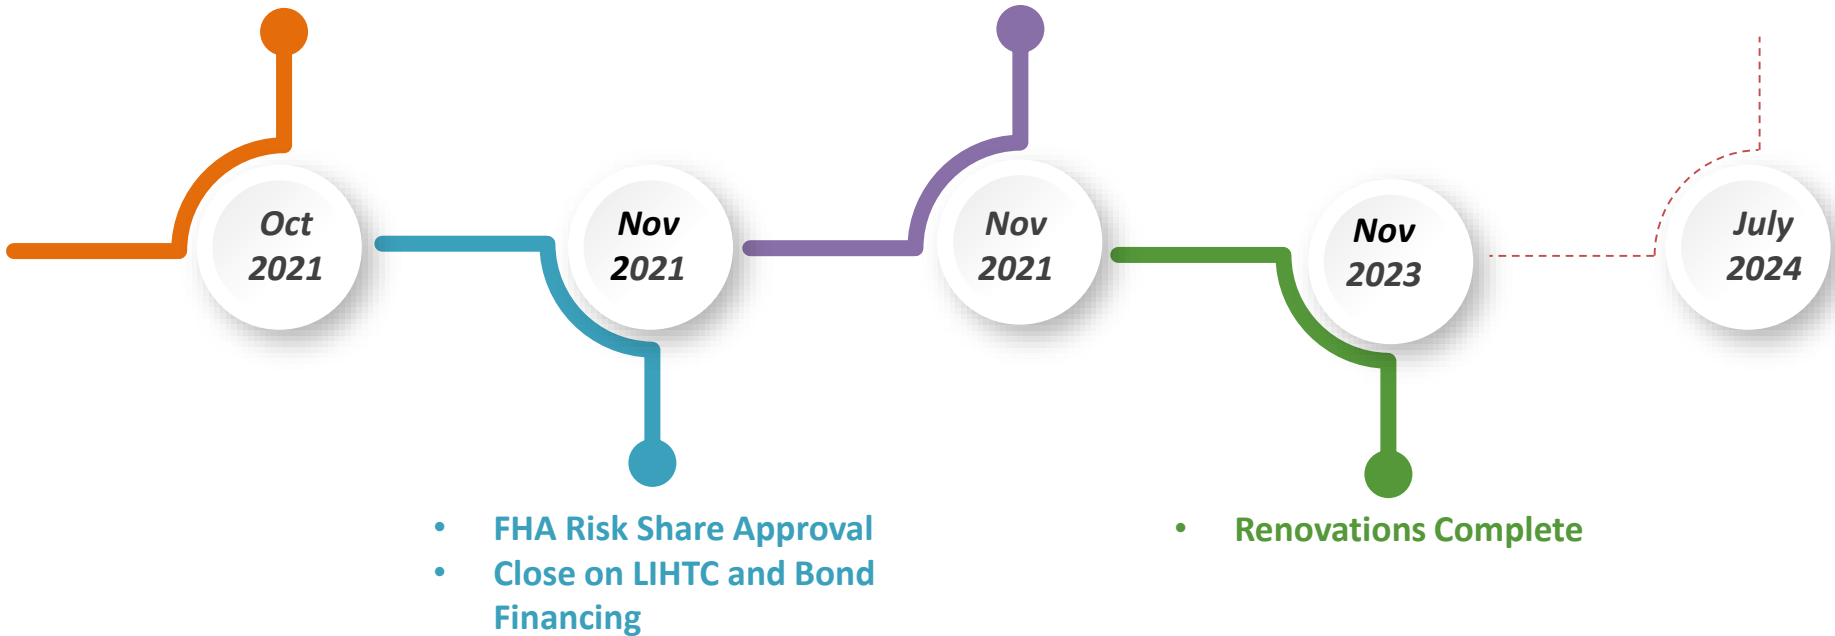 Oct
2021
Nov
2021
Nov
2021
Nov
2023
July
2024
• FHA Risk Share Approval
• Close on LIHTC and Bond
Financing
• Renovations Complete